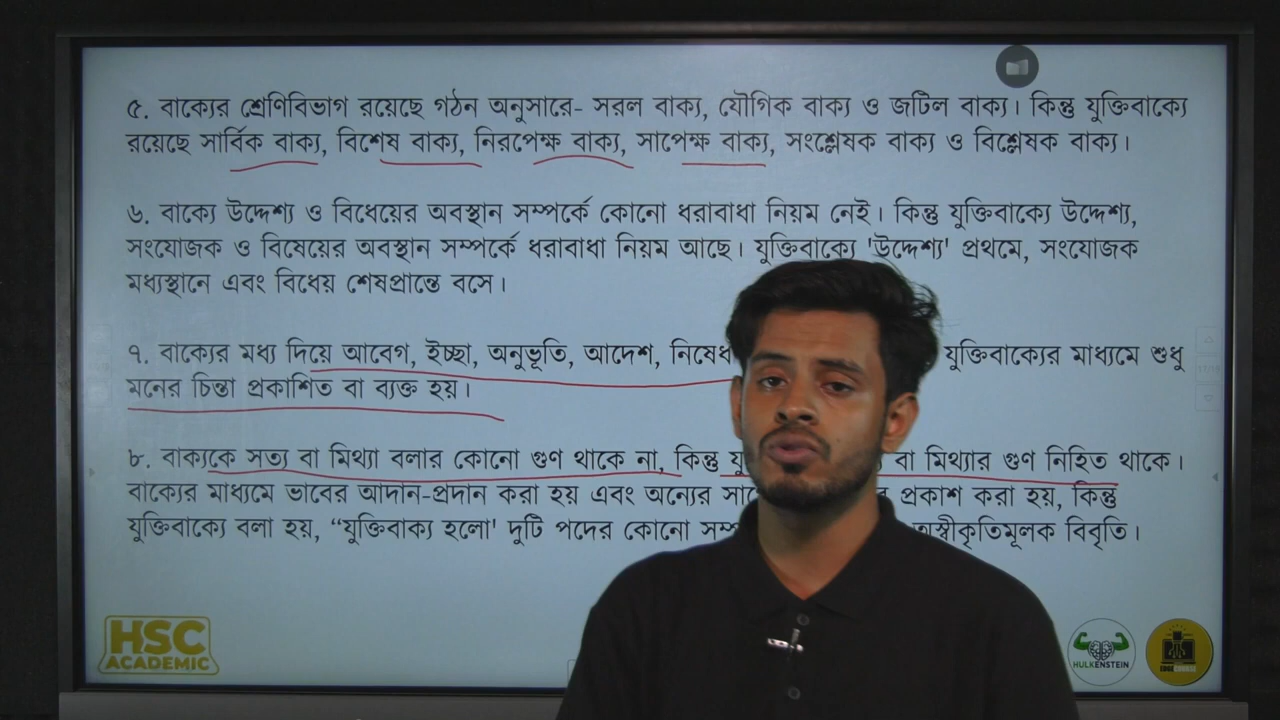 ৫. বাক্যের শ্রেণিবিভাগ রয়েছে গঠন অনুসারে- সরল বাক্য, যৌগিক বাক্য ও জটিল বাক্য। কিন্তু যুক্তিবাক্যে
রয়েছে সার্বিক বাক্য, বিশেষ বাক্য, নিরপেক্ষ বাক্য, সাপেক্ষ বাক্য, সংশ্লেষক বাক্য ও বিশ্লেষক বাক্য।
৬. বাক্যে উদ্দেশ্য ও বিধেয়ের অবস্থান সম্পর্কে কোনো ধরাবাধা নিয়ম নেই। কিন্তু যুক্তিবাক্যে উদ্দেশ্য,
সংযোজক ও বিষেয়ের অবস্থান সম্পর্কে ধরাবাধা নিয়ম আছে। যুক্তিবাক্যে 'উদ্দেশ্য' প্রথমে, সংযোজক
মধ্যস্থানে এবং বিধেয় শেষপ্রান্তে বসে।
৭. বাক্যের মধ্য দিয়ে আবেগ, ইচ্ছা, অনুভূতি, আদেশ, নিষেধ যুক্তিবাক্যের মাধ্যমে শুধু
মনের চিন্তা প্রকাশিত বা ব্যক্ত হয়।
৮. বাক্যকে সত্য বা মিথ্যা বলার কোনো গুণ থাকে না, কিন্তু বা মিথ্যার গুণ নিহিত থাকে।
বাক্যের মাধ্যমে ভাবের আদান-প্রদান করা হয় এবং অন্যের প্রকাশ করা হয়, কিন্তু
যুক্তিবাক্যে বলা হয়, “যুক্তিবাক্য হলো' দুটি পদের কোনো অস্বীকৃতিমূলক বিবৃতি।
HSC
ACADEMIC
HULKENSTEIN